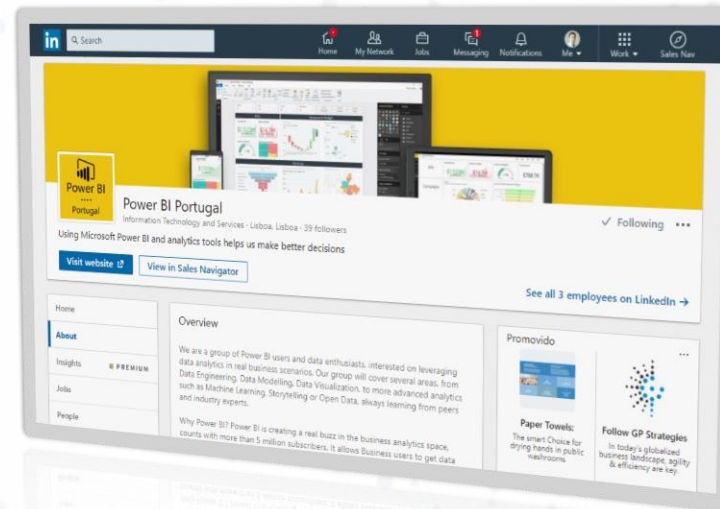 in Search Home My Network Jobs Messaging Notifications Me Work Sales Nav
Power BI
Portugal
Power BI Portugal
Information Technology and Services · Lisboa, Lisboa · 39 followers
Following
Using Microsoft Power BI and analytics tools helps us make better decisions
Visit website
View in Sales Navigator
See all 3 employees on LinkedIn →
Home
About
Insights PREMIUM
Jobs
People
Overview
We are a group of Power BI users and data enthusiasts, interested on leveraging
data analytics in real business scenarios. Our group will cover several areas, from
Data Engineering, Data Modelling, Data Visualization, to more advanced analytics
such as Machine Learning, Storytelling or Open Data, always learning from peers
and industry experts.
Why Power BI? Power BI is creating a real buzz in the business analytics space,
counts with more than 5 million subscribers. It allows Business users to get data
Promovido
Paper Towels:
The smart Choice for
drying hands in public
washrooms
Follow GP Strategies
In today's globalized
business landscape, agility
& efficiency are key.